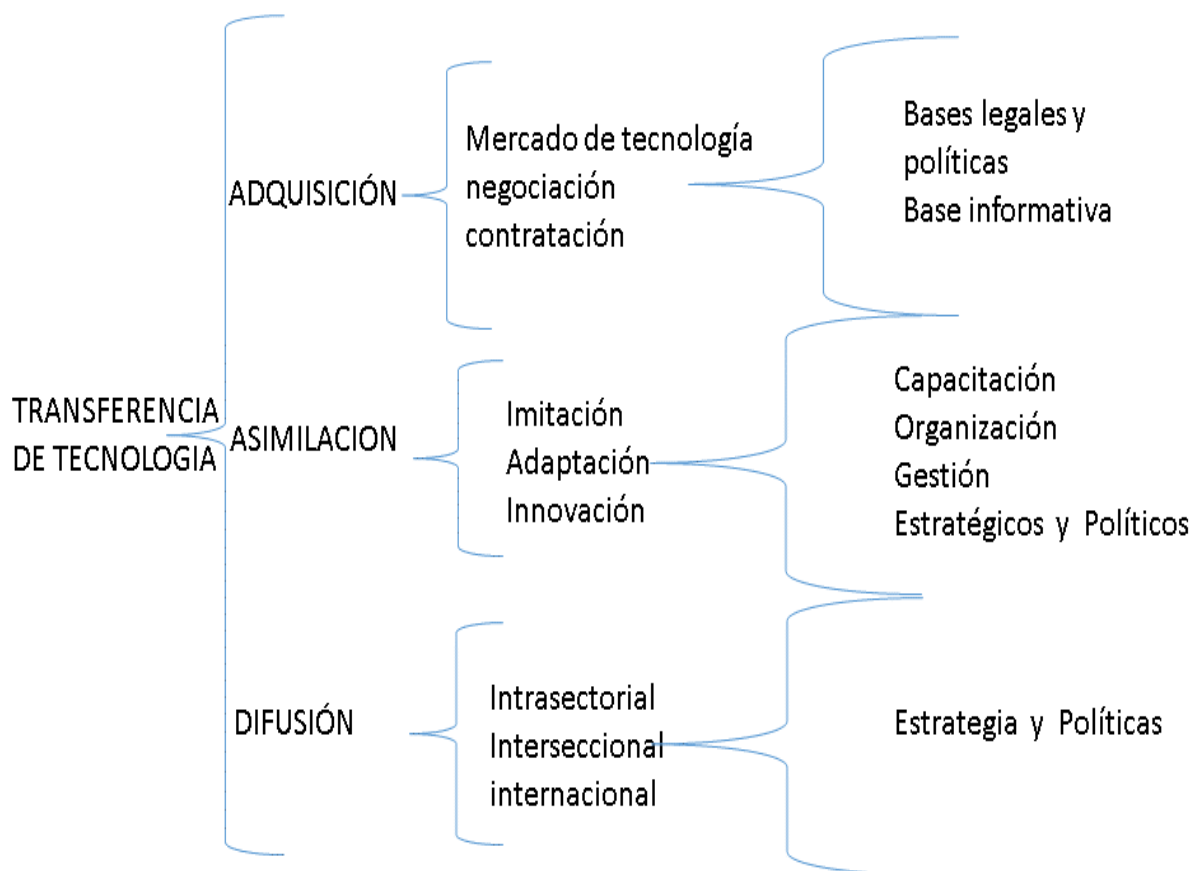 TRANSFERENCIA
DE TECNOLOGIA
ADQUISICIÓN
Mercado de tecnología
negociación
contratación
Bases legales y
políticas
Base informativa
ASIMILACION
Imitación
Adaptación
Innovación
Capacitación
Organización
Gestión
Estratégicos y Políticos
DIFUSIÓN
Intrasectorial
Interseccional
internacional
Estrategia y Políticas